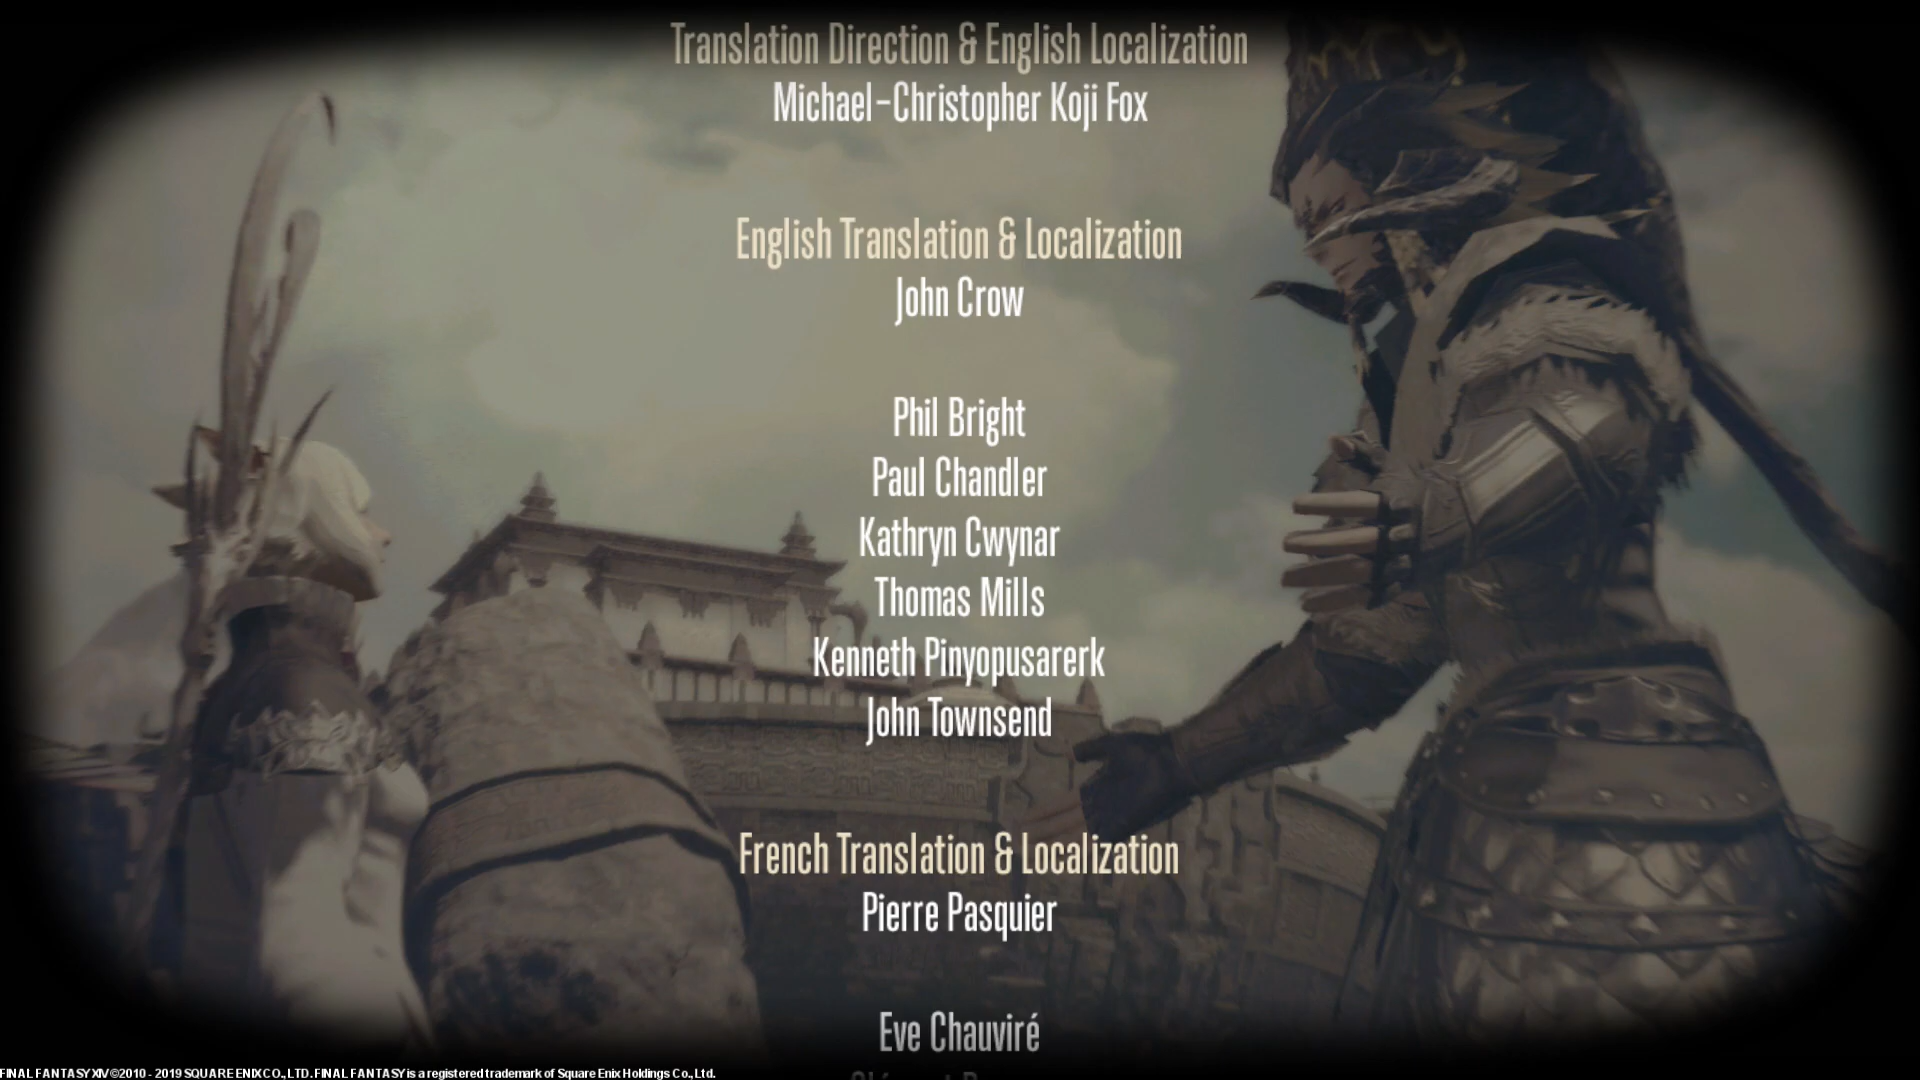 Translation Direction & English Localization
Michael-Christopher Koji Fox
English Translation & Localization
John Crow
Phil Bright
Paul Chandler
Kathryn Cwynar
Thomas Mills
Kenneth Pinyopusarerk
John Townsend
French Translation & Localization
Pierre Pasquier
Eve Chauviré
FINAL FANTASY XIV ©2010 - 2019 SQUARE ENIX CO., LTD. FINAL FANTASY is a registered trademark of Square Enix Holdings Co., Ltd.